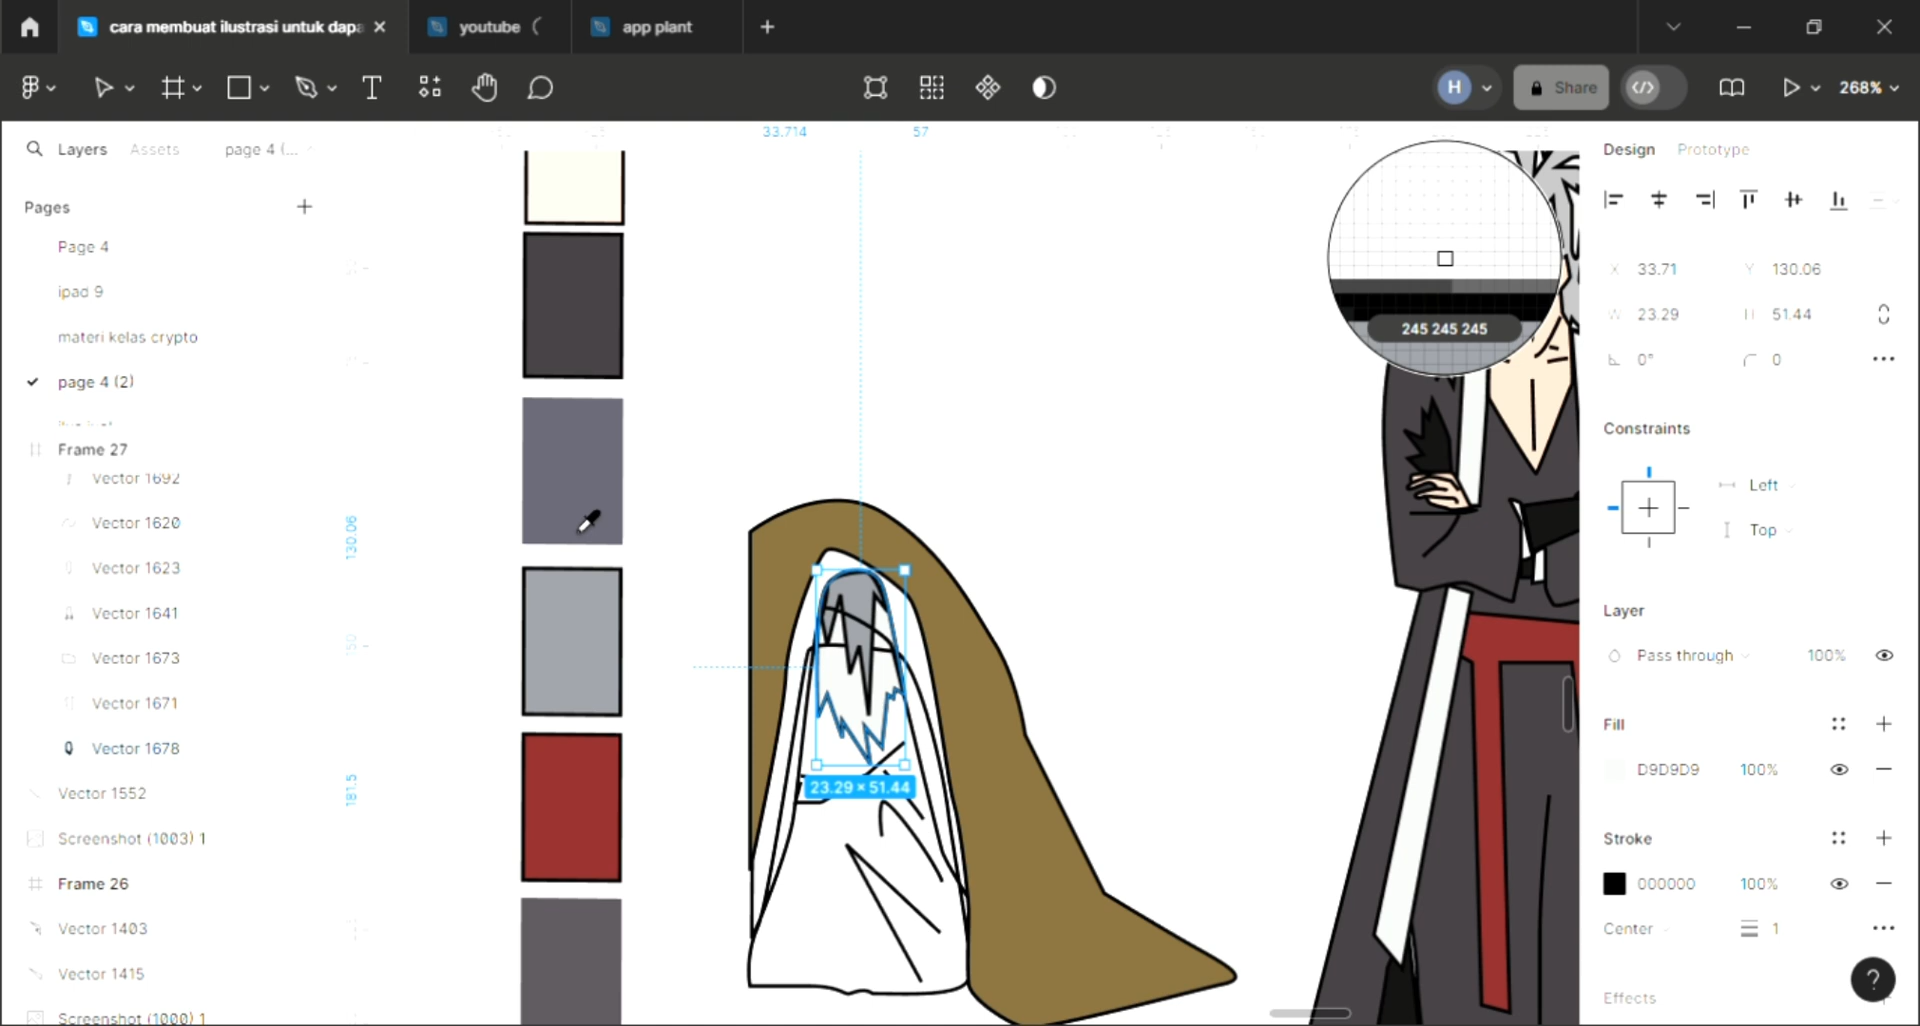 cara membuat ilustrasi untuk dapa
youtube (
app plant
H
Share
268%
Layers
Assets
page 4 (...
33.714
57
Design
Prototype
Pages
Page 4
ipad 9
materi kelas crypto
page 4 (2)
Frame 27
Vector 1692
Vector 1620
Vector 1623
Vector 1641
Vector 1673
Vector 1671
Vector 1678
Vector 1552
Screenshot (1003) 1
Frame 26
Vector 1403
Vector 1415
Screenshot (1000) 1
130.06
181.5
245 245 245
23.29 × 51.44
X 33.71
Y 130.06
W 23.29
H 51.44
0°
0
Constraints
Left
Top
Layer
Pass through
100%
Fill
D9D9D9
100%
Stroke
000000
100%
Center
1
Effects
?